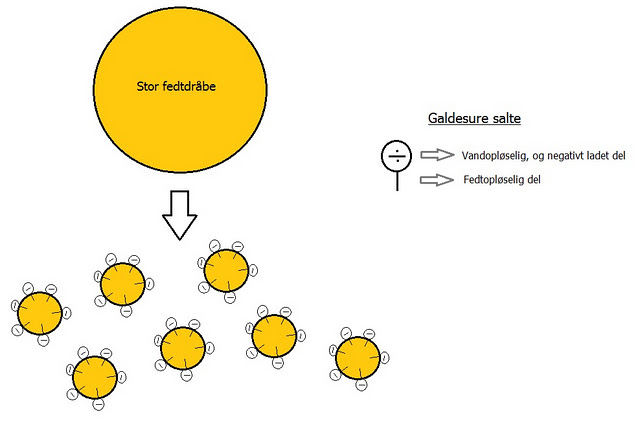 Stor fedtdråbe
Galdesure salte
Vandopløselig, og negativt ladet del
Fedtopløselig del